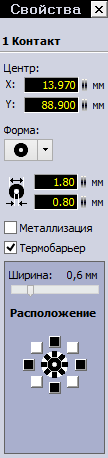 Свойства
1 Контакт
Центр:
X: 13.970 мм
Y: 88.900 мм
Форма:
1.80 мм
0.80 мм
Металлизация
Термобарьер
Ширина: 0,6 мм
Расположение